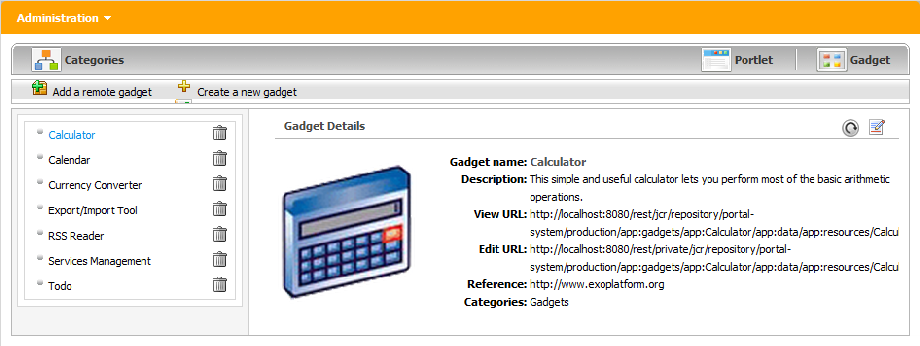 Administration
Categories
Portlet
Gadget
Add a remote gadget
Create a new gadget
Calculator
Calendar
Currency Converter
Export/Import Tool
RSS Reader
Services Management
Todo
Gadget Details
Gadget name: Calculator
Description: This simple and useful calculator lets you perform most of the basic arithmetic
operations.
View URL: http://localhost:8080/rest/jcr/repository/portal-
system/production/app:gadgets/app:Calculator/app:data/app:resources/Calcu
Edit URL: http://localhost:8080/rest/private/jcr/repository/portal-
system/production/app:gadgets/app:Calculator/app:data/app:resources/Calcu
Reference: http://www.exoplatform.org
Categories: Gadgets